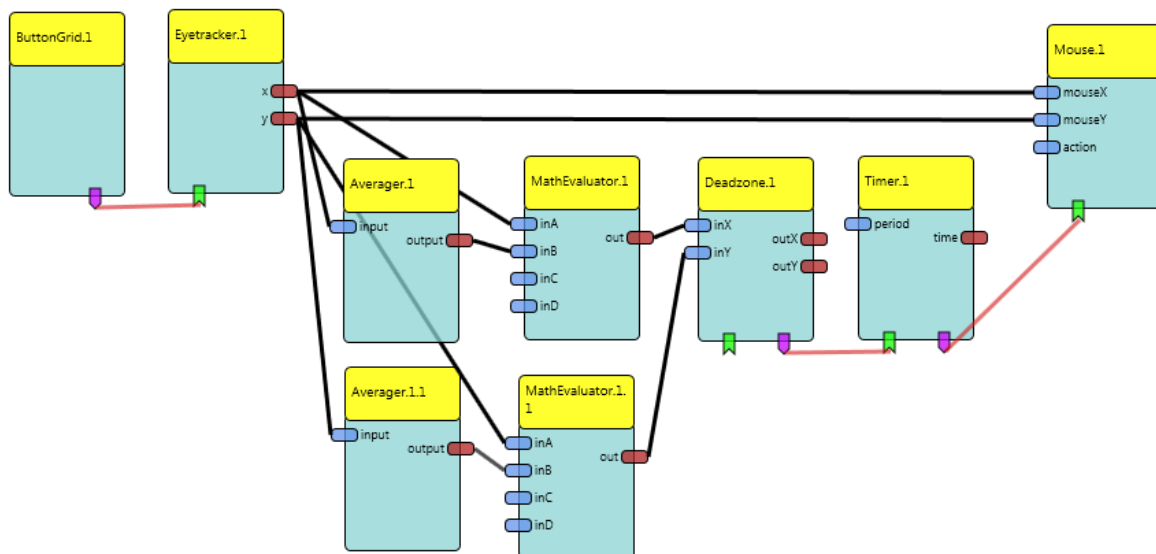 ButtonGrid.1
Eyetracker.1
x
y
Mouse.1
mouseX
mouseY
action
Averager.1
input
output
MathEvaluator.1
inA
inB
inC
inD
out
Deadzone.1
inX
inY
outX
outY
Timer.1
period
time
Averager.1.1
input
output
MathEvaluator.1.
1
inA
inB
inC
inD
out